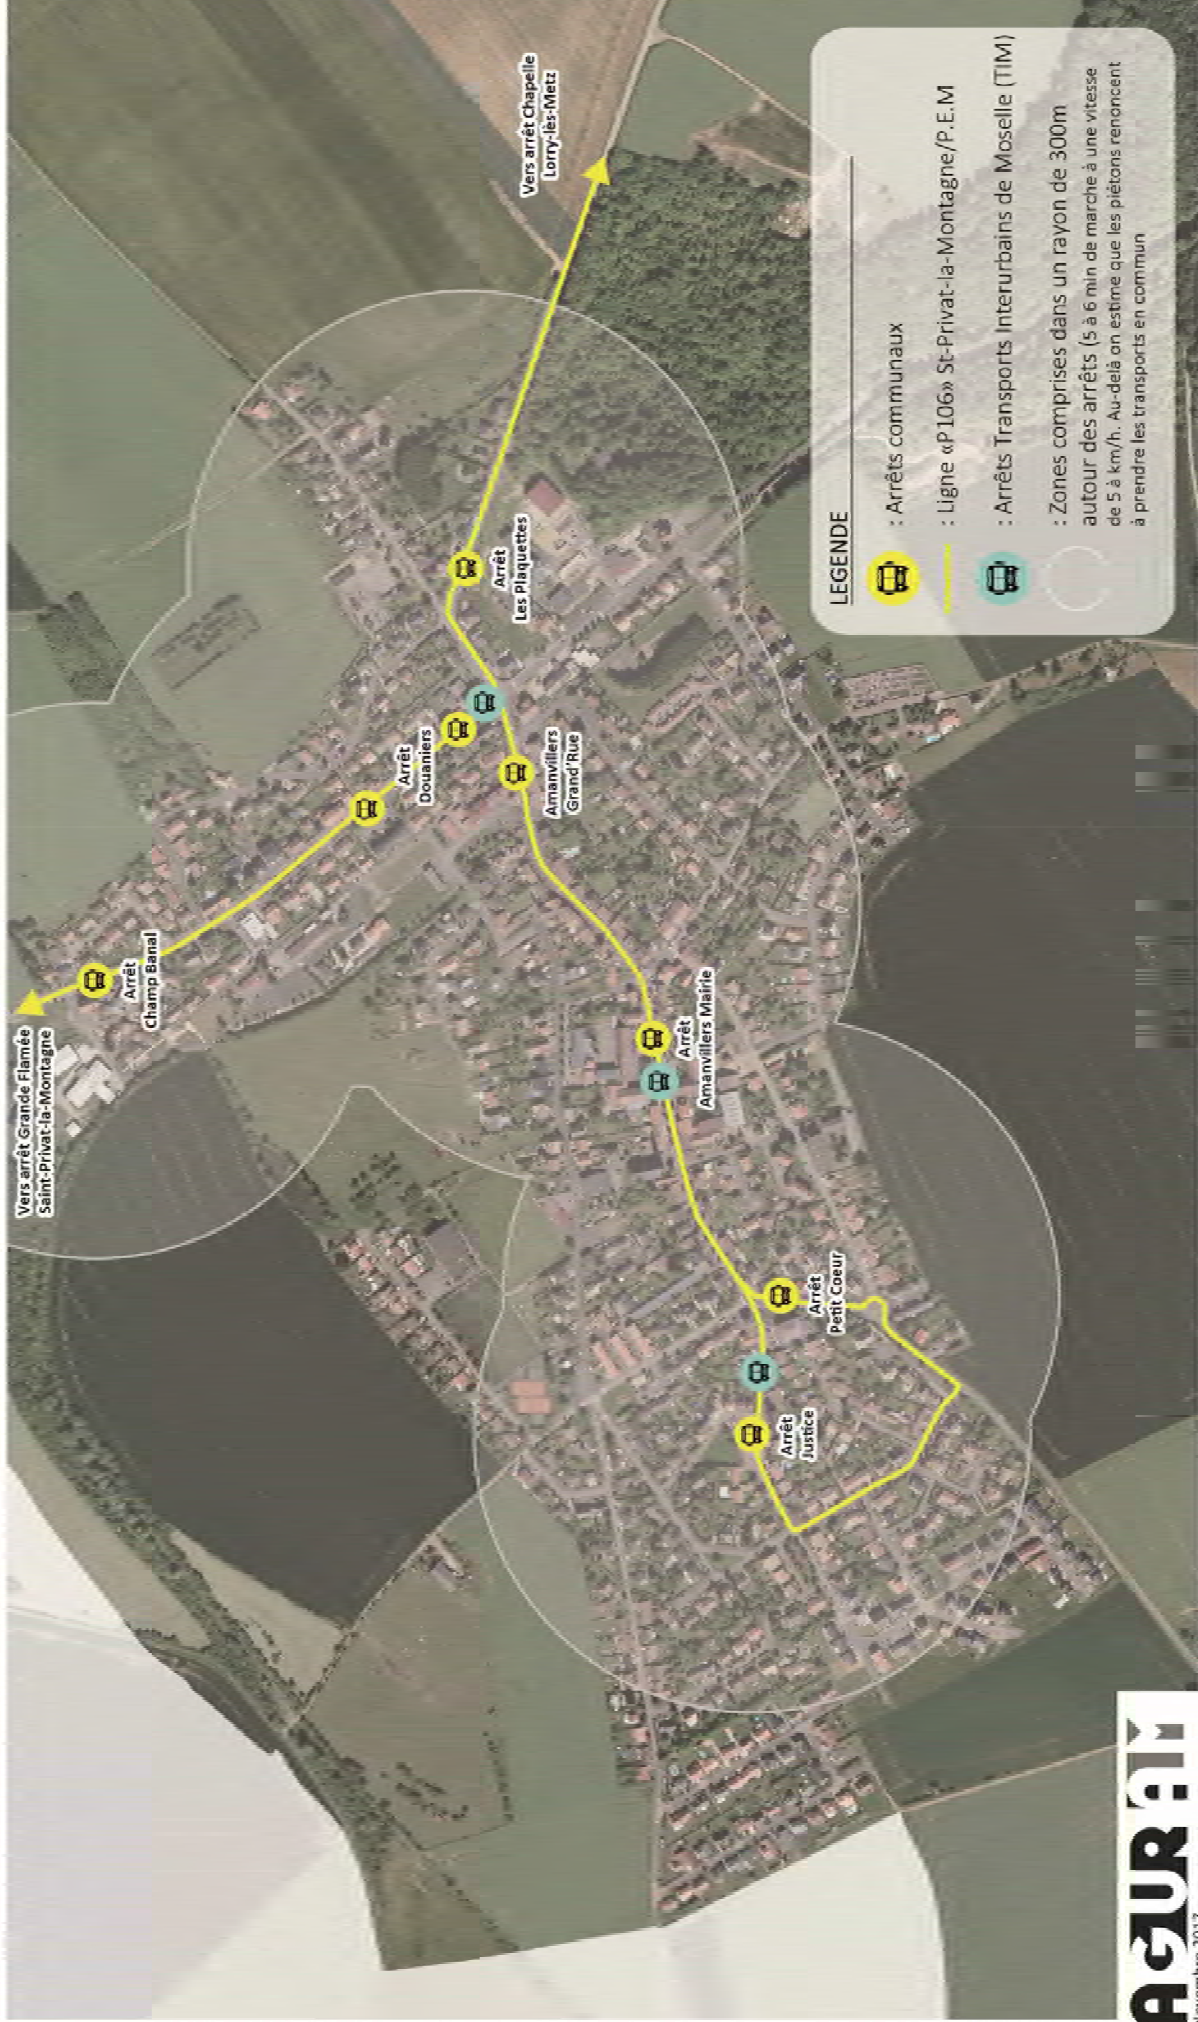 Vers arrêt Grande Flamée
Saint-Privat-la-Montagne
Arrêt
Champ Banal
Arrêt
Douaniers
Vers arrêt Chapelle
Lorry-lès-Metz
Arrêt
Les Plaquettes
Amanvillers
Grand'Rue
Arrêt
Amanvillers Mairie
Arrêt
Petit Coeur
Arrêt
Justice
LEGENDE
: Arrêts communaux
: Ligne «P106» St-Privat-la-Montagne/P.E.M
: Arrêts Transports Interurbains de Moselle (TIM)
: Zones comprises dans un rayon de 300m
autour des arrêts (5 à 6 min de marche à une vitesse
de 5 à km/h. Au-delà on estime que les piétons renoncent
à prendre les transports en commun
AGURAM